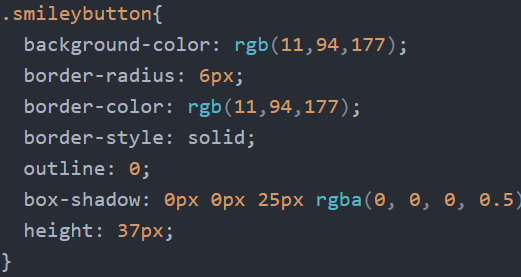 .smileybutton{
background-color: rgb(11,94,177);
border-radius: 6px;
border-color: rgb(11,94,177);
border-style: solid;
outline: 0;
box-shadow: 0px 0px 25px rgba(0, 0, 0, 0.5)
height: 37px;
}